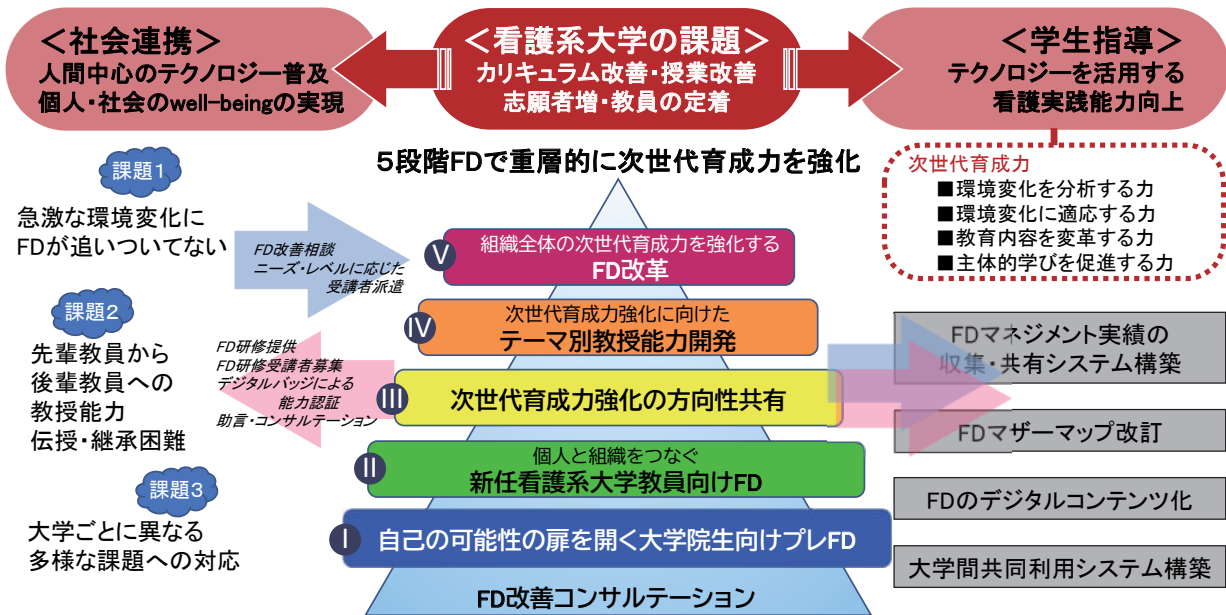 <社会連携>
人間中心のテクノロジー普及
個人・社会のwell-beingの実現
<看護系大学の課題>
カリキュラム改善・授業改善
志願者増・教員の定着
<学生指導>
テクノロジーを活用する
看護実践能力向上
5段階FDで重層的に次世代育成力を強化
次世代育成力
■環境変化を分析する力
■環境変化に適応する力
■教育内容を変革する力
■主体的学びを促進する力
課題1
急激な環境変化に
FDが追いついてない
課題2
先輩教員から
後輩教員への
教授能力
伝授・継承困難
課題3
大学ごとに異なる
多様な課題への対応
FD改善相談
ニーズ・レベルに応じた
受講者派遣
FD研修提供
FD研修受講者募集
デジタルバッジによる
能力認証
助言・コンサルテーション
Ⅴ
組織全体の次世代育成力を強化する
FD改革
Ⅳ
次世代育成力強化に向けた
テーマ別教授能力開発
Ⅲ
次世代育成力強化の方向性共有
Ⅱ
個人と組織をつなぐ
新任看護系大学教員向けFD
Ⅰ
自己の可能性の扉を開く大学院生向けプレFD
FD改善コンサルテーション
FDマネジメント実績の
収集・共有システム構築
FDマザーマップ改訂
FDのデジタルコンテンツ化
大学間共同利用システム構築